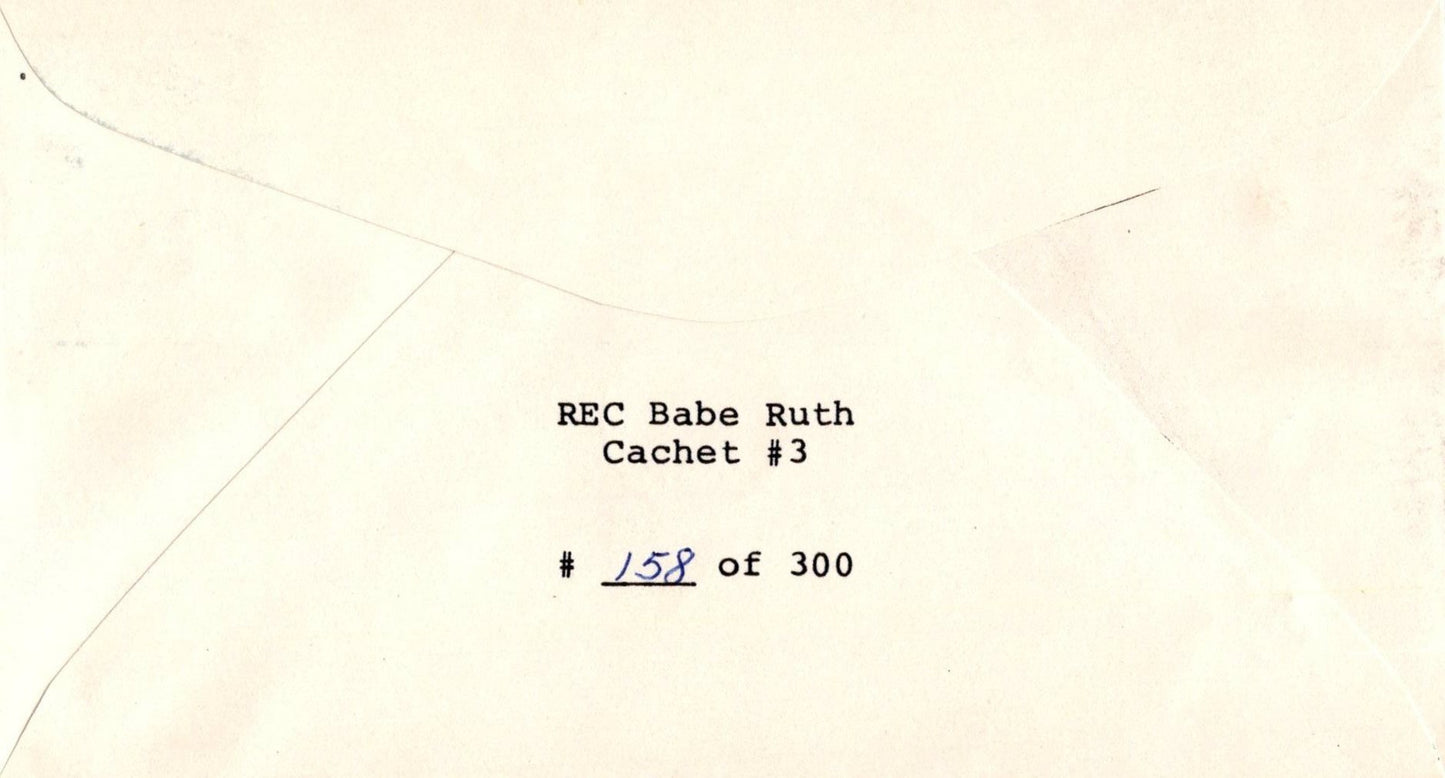 REC Babe Ruth
Cachet #3
# 158 of 300